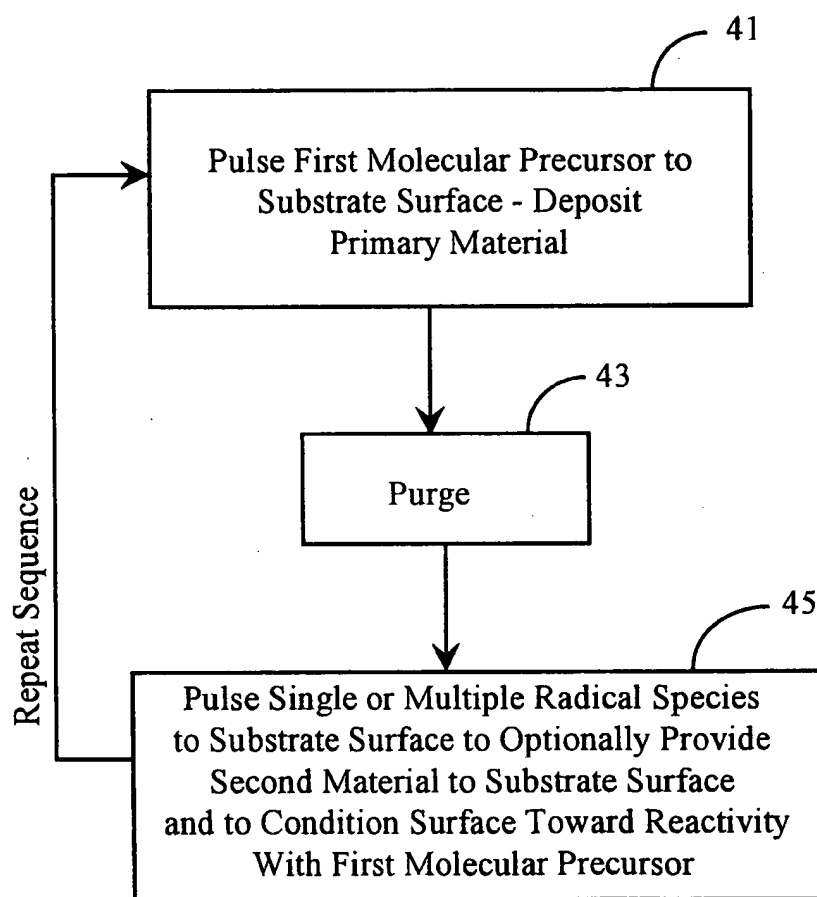 41
Pulse First Molecular Precursor to
Substrate Surface - Deposit
Primary Material
43
Purge
Repeat Sequence
45
Pulse Single or Multiple Radical Species
to Substrate Surface to Optionally Provide
Second Material to Substrate Surface
and to Condition Surface Toward Reactivity
With First Molecular Precursor